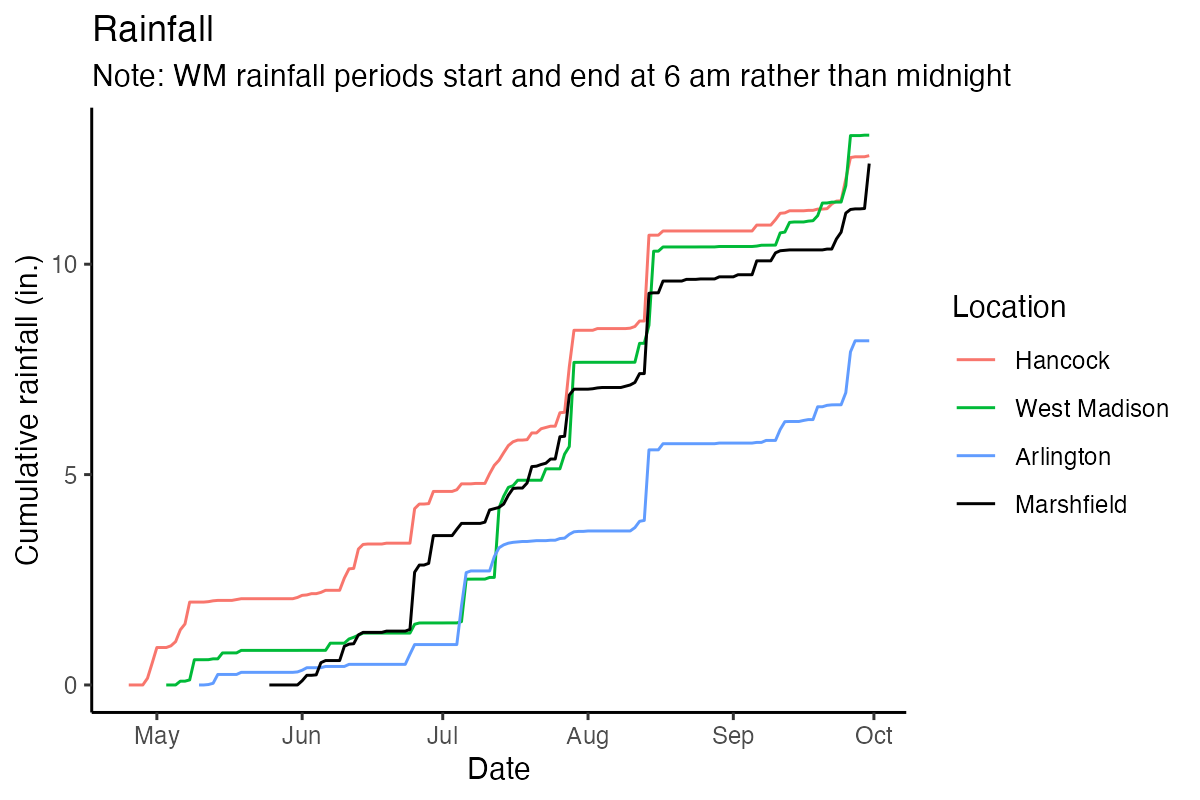 Rainfall
Note: WM rainfall periods start and end at 6 am rather than midnight
Cumulative rainfall (in.)
10
5
0
May Jun Jul Aug Sep Oct
Date
Location
Hancock
West Madison
Arlington
Marshfield